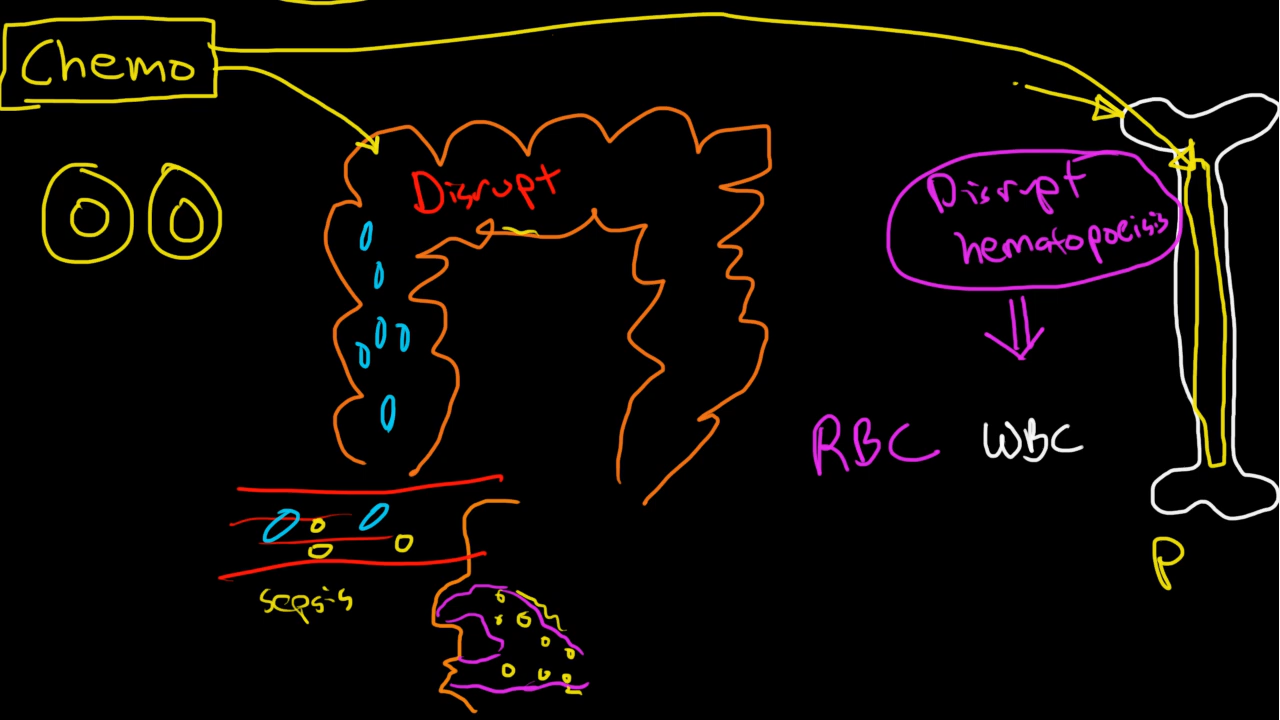 Chemo
Disrupt
Disrupt
hematopoeisis
RBC WBC
P
sepsis